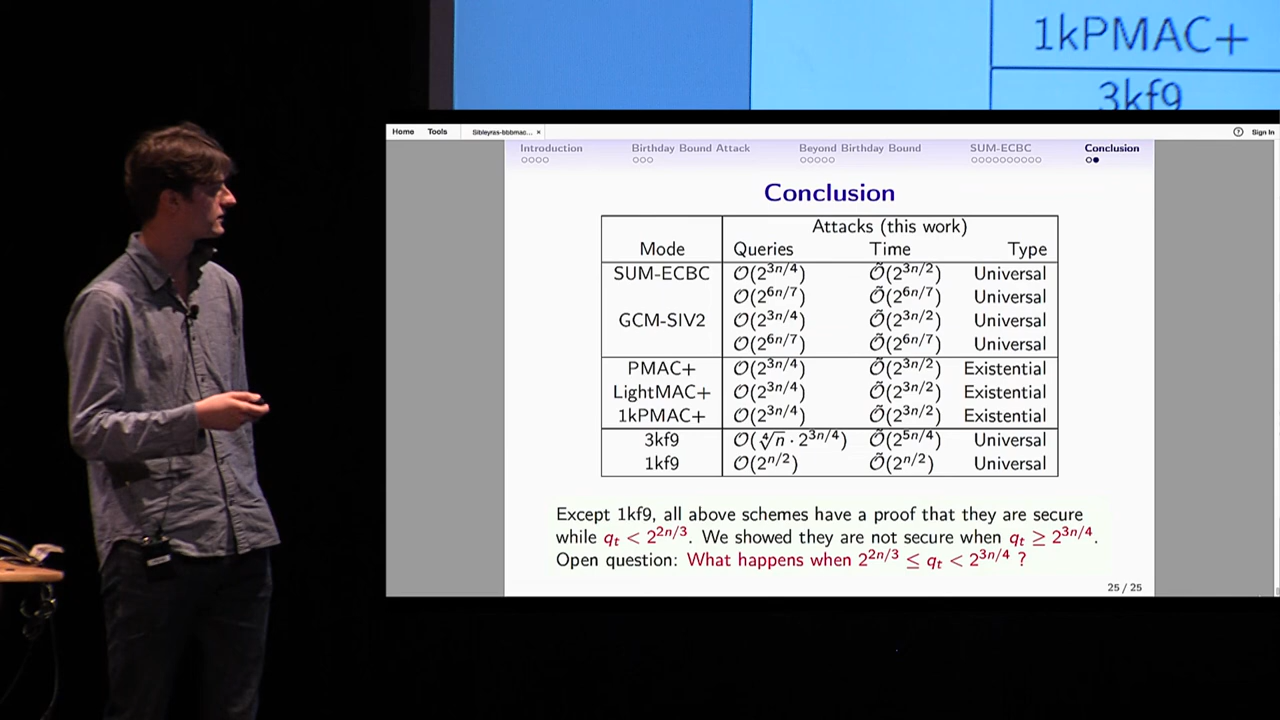 1kPMAC+
3kf9
Home Tools Sibleyras-bbbmac... × Sign In
Introduction Birthday Bound Attack Beyond Birthday Bound SUM-ECBC Conclusion
Conclusion
Attacks (this work)
Mode Queries Time Type
SUM-ECBC 𝒪(2^{3n/4}) Õ(2^{3n/2}) Universal
𝒪(2^{6n/7}) Õ(2^{6n/7}) Universal
GCM-SIV2 𝒪(2^{3n/4}) Õ(2^{3n/2}) Universal
𝒪(2^{6n/7}) Õ(2^{6n/7}) Universal
PMAC+ 𝒪(2^{3n/4}) Õ(2^{3n/2}) Existential
LightMAC+ 𝒪(2^{3n/4}) Õ(2^{3n/2}) Existential
1kPMAC+ 𝒪(2^{3n/4}) Õ(2^{3n/2}) Existential
3kf9 𝒪(∜n · 2^{3n/4}) Õ(2^{5n/4}) Universal
1kf9 𝒪(2^{n/2}) Õ(2^{n/2}) Universal
Except 1kf9, all above schemes have a proof that they are secure
while q_t < 2^{2n/3}. We showed they are not secure when q_t ≥ 2^{3n/4}.
Open question: What happens when 2^{2n/3} ≤ q_t < 2^{3n/4} ?
25 / 25